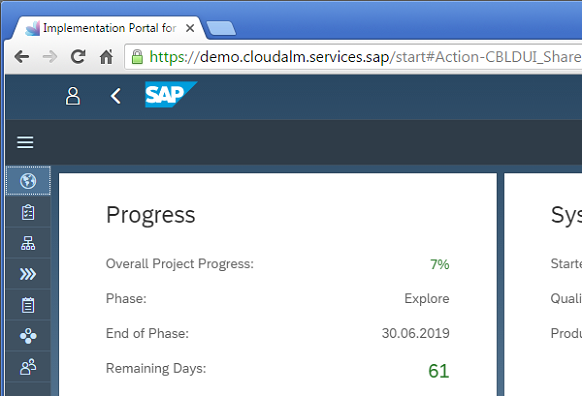 Implementation Portal for
https://demo.cloudalm.services.sap/start#Action-CBLDUI_Share
SAP
Progress
Sys
Overall Project Progress: 7%
Starte
Phase: Explore
Quali
End of Phase: 30.06.2019
Produ
Remaining Days: 61